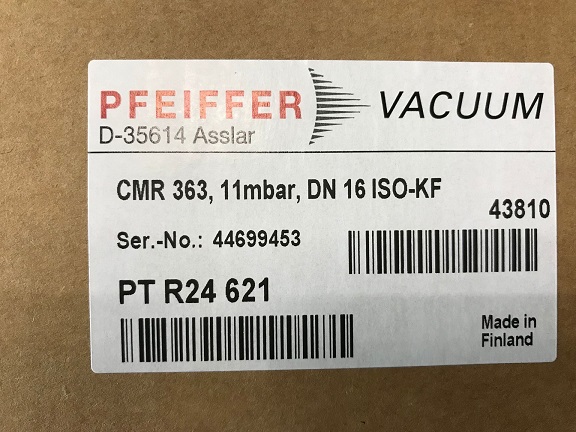 PFEIFFER VACUUM
D-35614 Asslar
CMR 363, 11mbar, DN 16 ISO-KF
43810
Ser.-No.: 44699453
PT R24 621
Made in
Finland